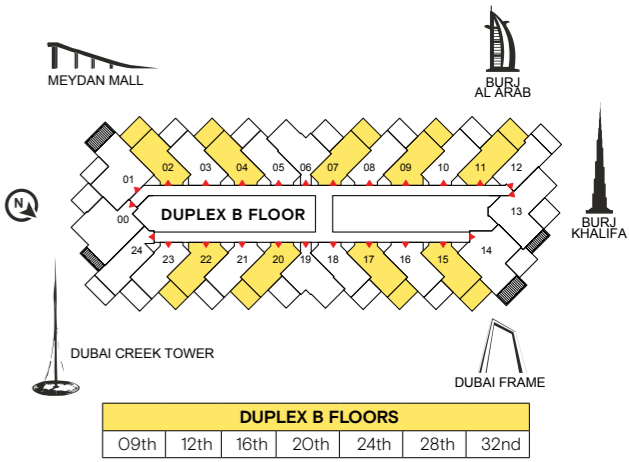 MEYDAN MALL
BURJ
AL ARAB
02
03
04
05
06
07
08
09
10
11
12
01
N
00
DUPLEX B FLOOR
13
BURJ
KHALIFA
24
14
23
22
21
20
19
18
17
16
15
DUBAI CREEK TOWER
DUBAI FRAME
DUPLEX B FLOORS
09th 12th 16th 20th 24th 28th 32nd